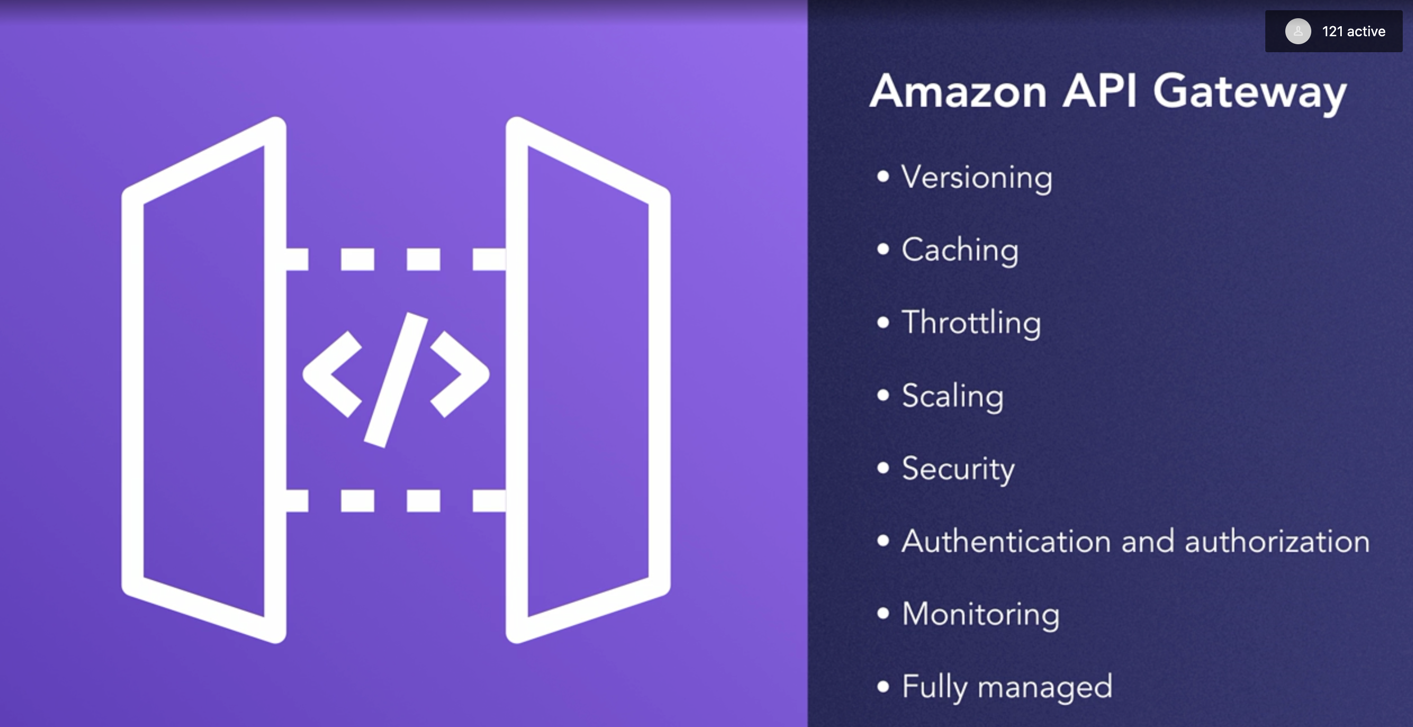 121 active
Amazon API Gateway
• Versioning
• Caching
• Throttling
• Scaling
• Security
• Authentication and authorization
• Monitoring
• Fully managed